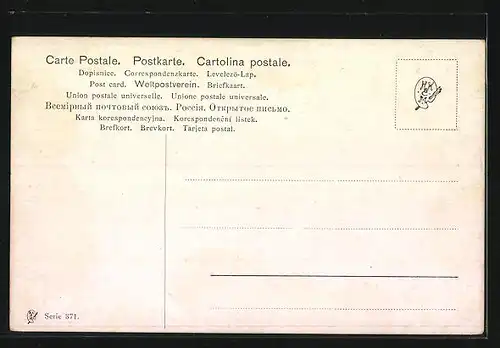 Carte Postale. Postkarte. Cartolina postale.
Dopisnice. Correspondenzkarte. Levelező-Lap.
Post card. Weltpostverein. Briefkaart.
Union postale universelle. Unione postale universale.
Всемірный почтовый союзъ. Россія. Открытое письмо.
Karta korespondencyjna. Korespondenční lístek.
Brefkort. Brevkort. Tarjeta postal.
Serie 371.